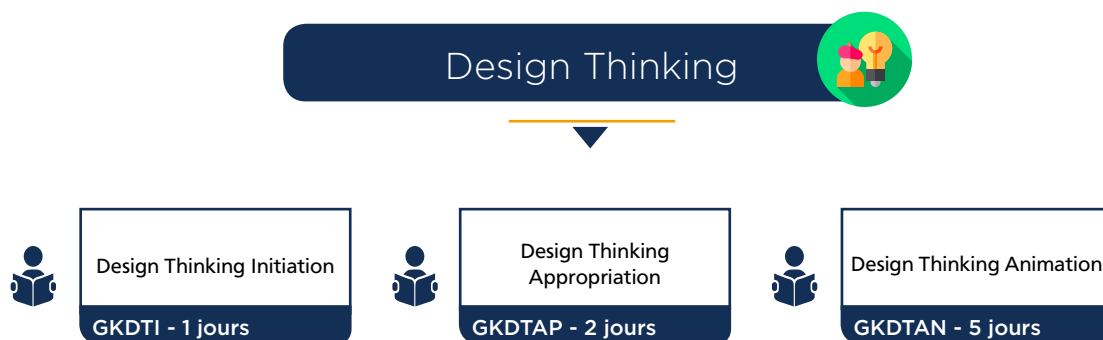 Design Thinking
Design Thinking Initiation
GKDTI - 1 jours
Design Thinking
Appropriation
GKDTAP - 2 jours
Design Thinking Animation
GKDTAN - 5 jours